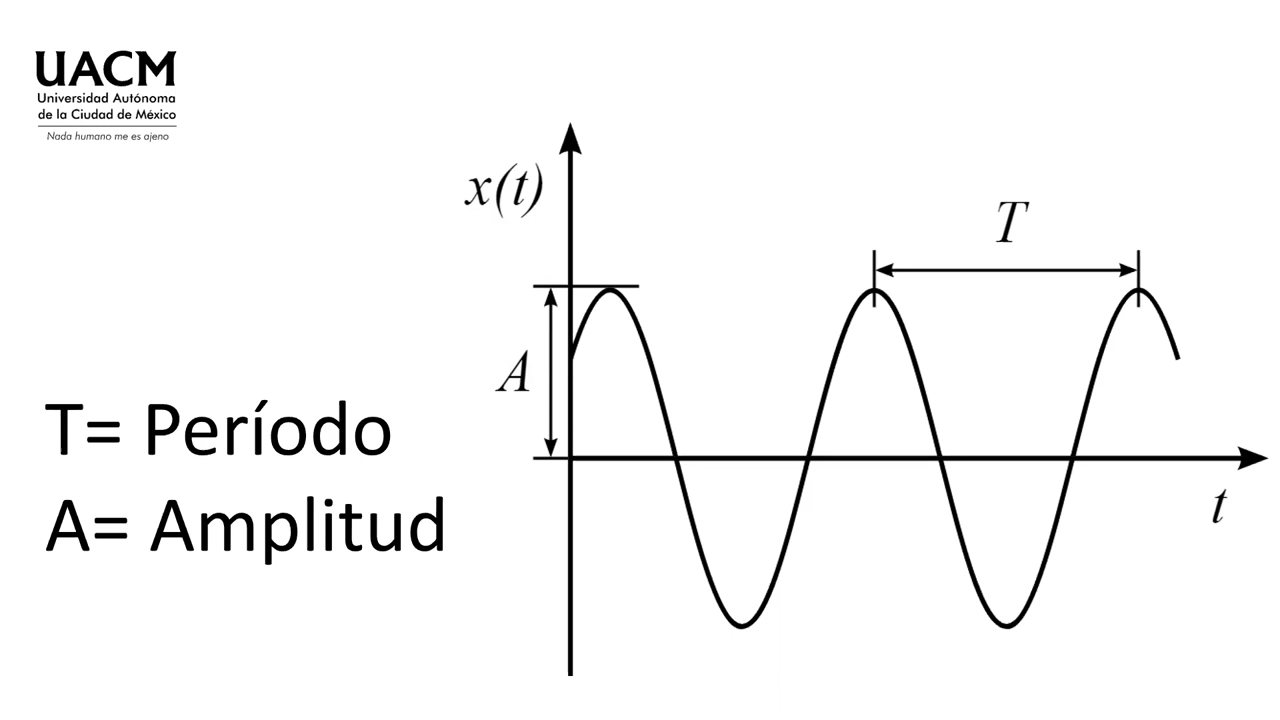 UACM
Universidad Autónoma
de la Ciudad de México
Nada humano me es ajeno
x(t)
T
A
t
T= Período
A= Amplitud